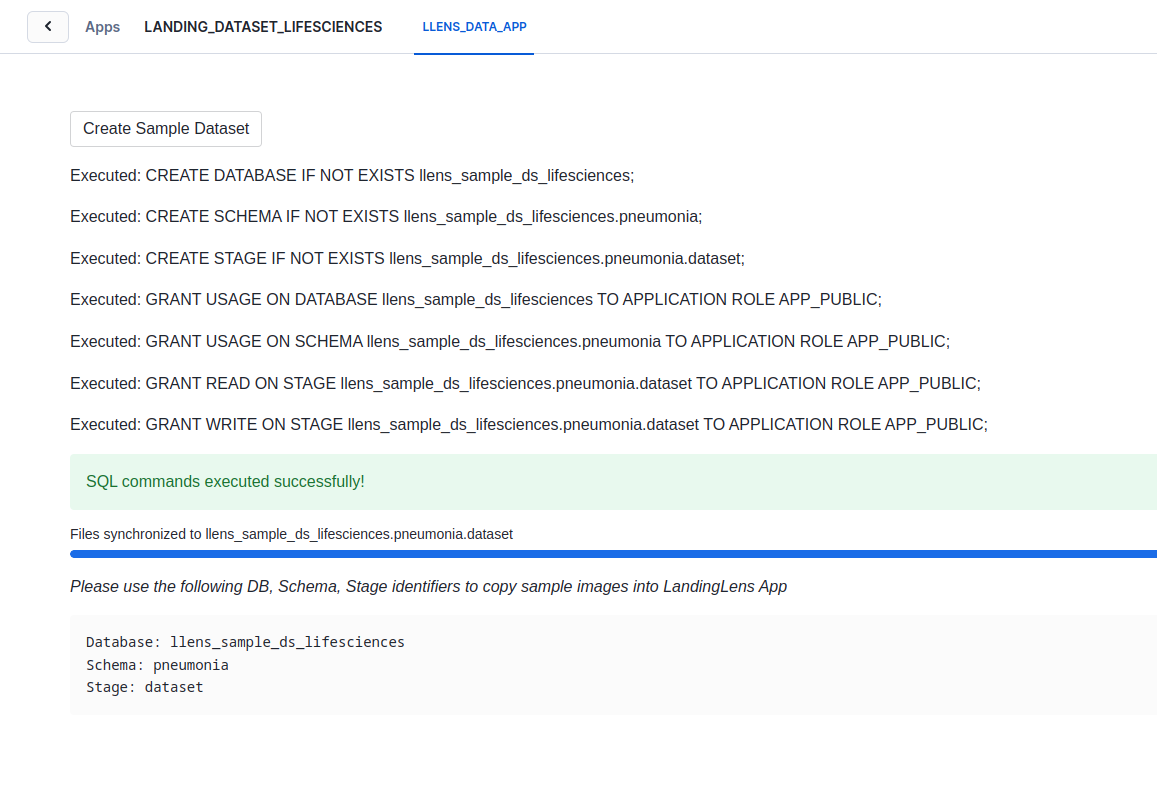 Apps LANDING_DATASET_LIFESCIENCES LLENS_DATA_APP
Create Sample Dataset
Executed: CREATE DATABASE IF NOT EXISTS llens_sample_ds_lifesciences;
Executed: CREATE SCHEMA IF NOT EXISTS llens_sample_ds_lifesciences.pneumonia;
Executed: CREATE STAGE IF NOT EXISTS llens_sample_ds_lifesciences.pneumonia.dataset;
Executed: GRANT USAGE ON DATABASE llens_sample_ds_lifesciences TO APPLICATION ROLE APP_PUBLIC;
Executed: GRANT USAGE ON SCHEMA llens_sample_ds_lifesciences.pneumonia TO APPLICATION ROLE APP_PUBLIC;
Executed: GRANT READ ON STAGE llens_sample_ds_lifesciences.pneumonia.dataset TO APPLICATION ROLE APP_PUBLIC;
Executed: GRANT WRITE ON STAGE llens_sample_ds_lifesciences.pneumonia.dataset TO APPLICATION ROLE APP_PUBLIC;
SQL commands executed successfully!
Files synchronized to llens_sample_ds_lifesciences.pneumonia.dataset
Please use the following DB, Schema, Stage identifiers to copy sample images into LandingLens App
Database: llens_sample_ds_lifesciences
Schema: pneumonia
Stage: dataset